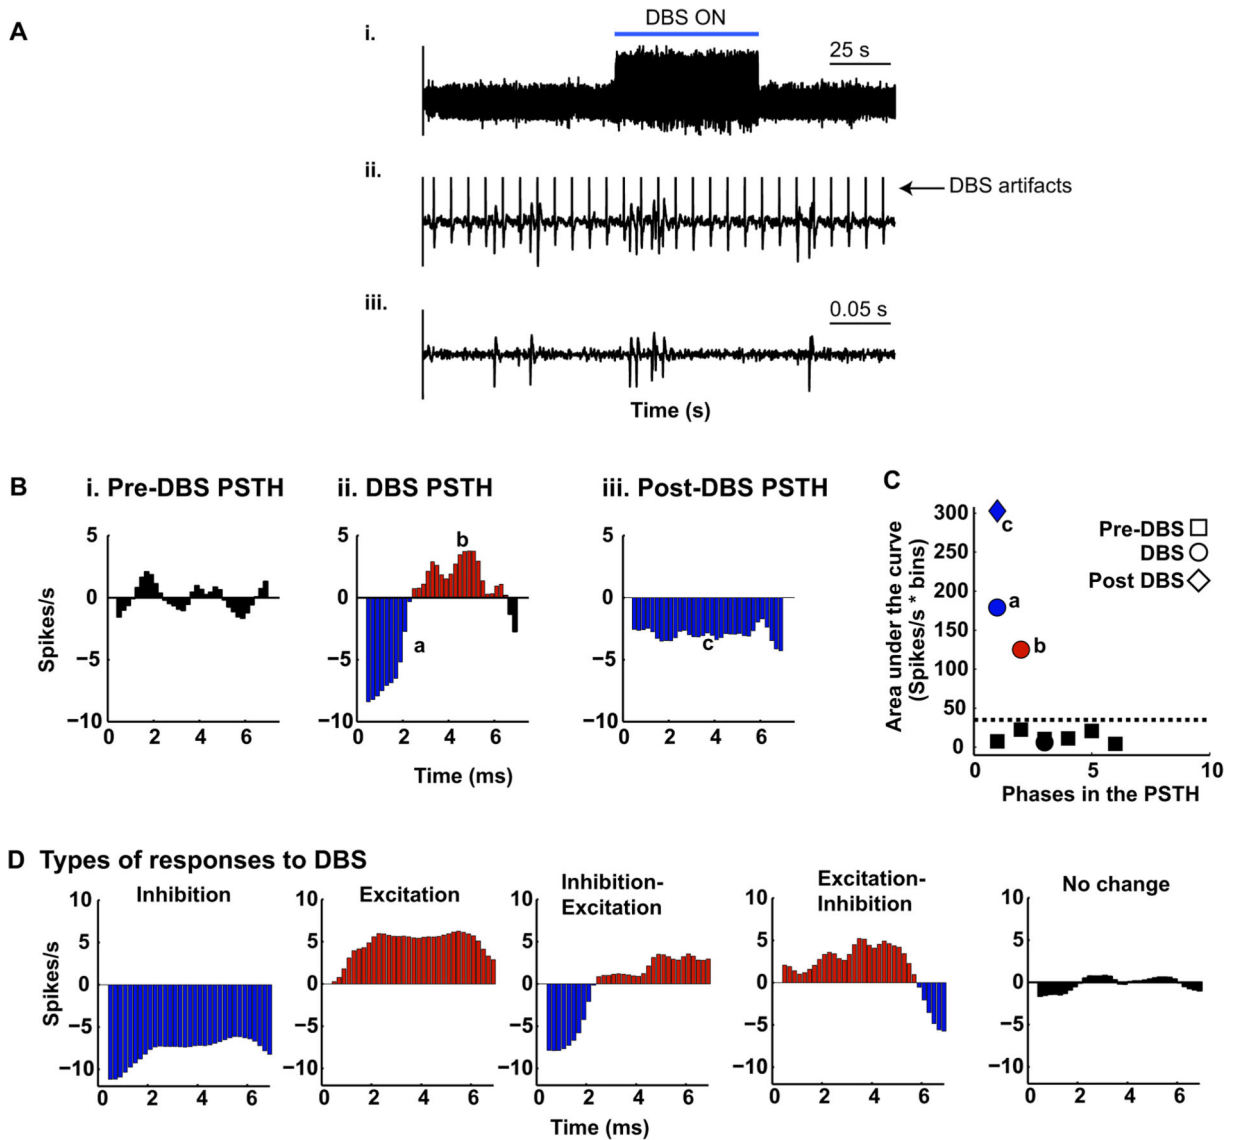 A
i.
DBS ON
25 s
ii.
DBS artifacts
iii.
0.05 s
Time (s)
B
i. Pre-DBS PSTH
ii. DBS PSTH
iii. Post-DBS PSTH
Spikes/s
5
0
−5
−10
0 2 4 6
5
0
−5
−10
0 2 4 6
a
b
5
0
−5
−10
0 2 4 6
c
Time (ms)
C
Area under the curve
(Spikes/s * bins)
300
250
200
150
100
50
0
0 5 10
Pre-DBS
DBS
Post DBS
c
a
b
Phases in the PSTH
D Types of responses to DBS
Inhibition
Excitation
Inhibition-
Excitation
Excitation-
Inhibition
No change
Spikes/s
10
5
0
−5
−10
0 2 4 6
10
5
0
−5
−10
0 2 4 6
10
5
0
−5
−10
0 2 4 6
10
5
0
−5
−10
0 2 4 6
10
5
0
−5
−10
0 2 4 6
Time (ms)